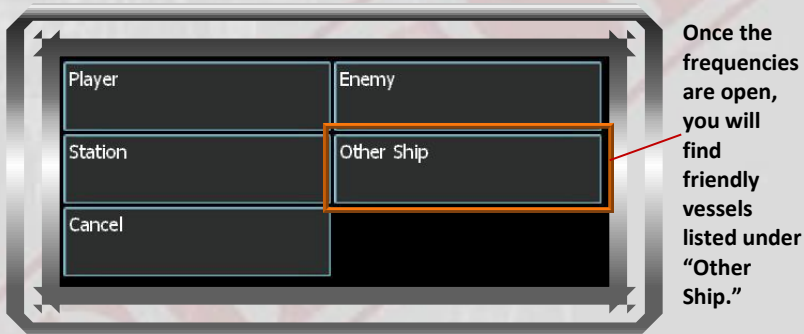 Player
Enemy
Station
Other Ship
Cancel
Once the
frequencies
are open,
you will
find
friendly
vessels
listed under
“Other
Ship.”